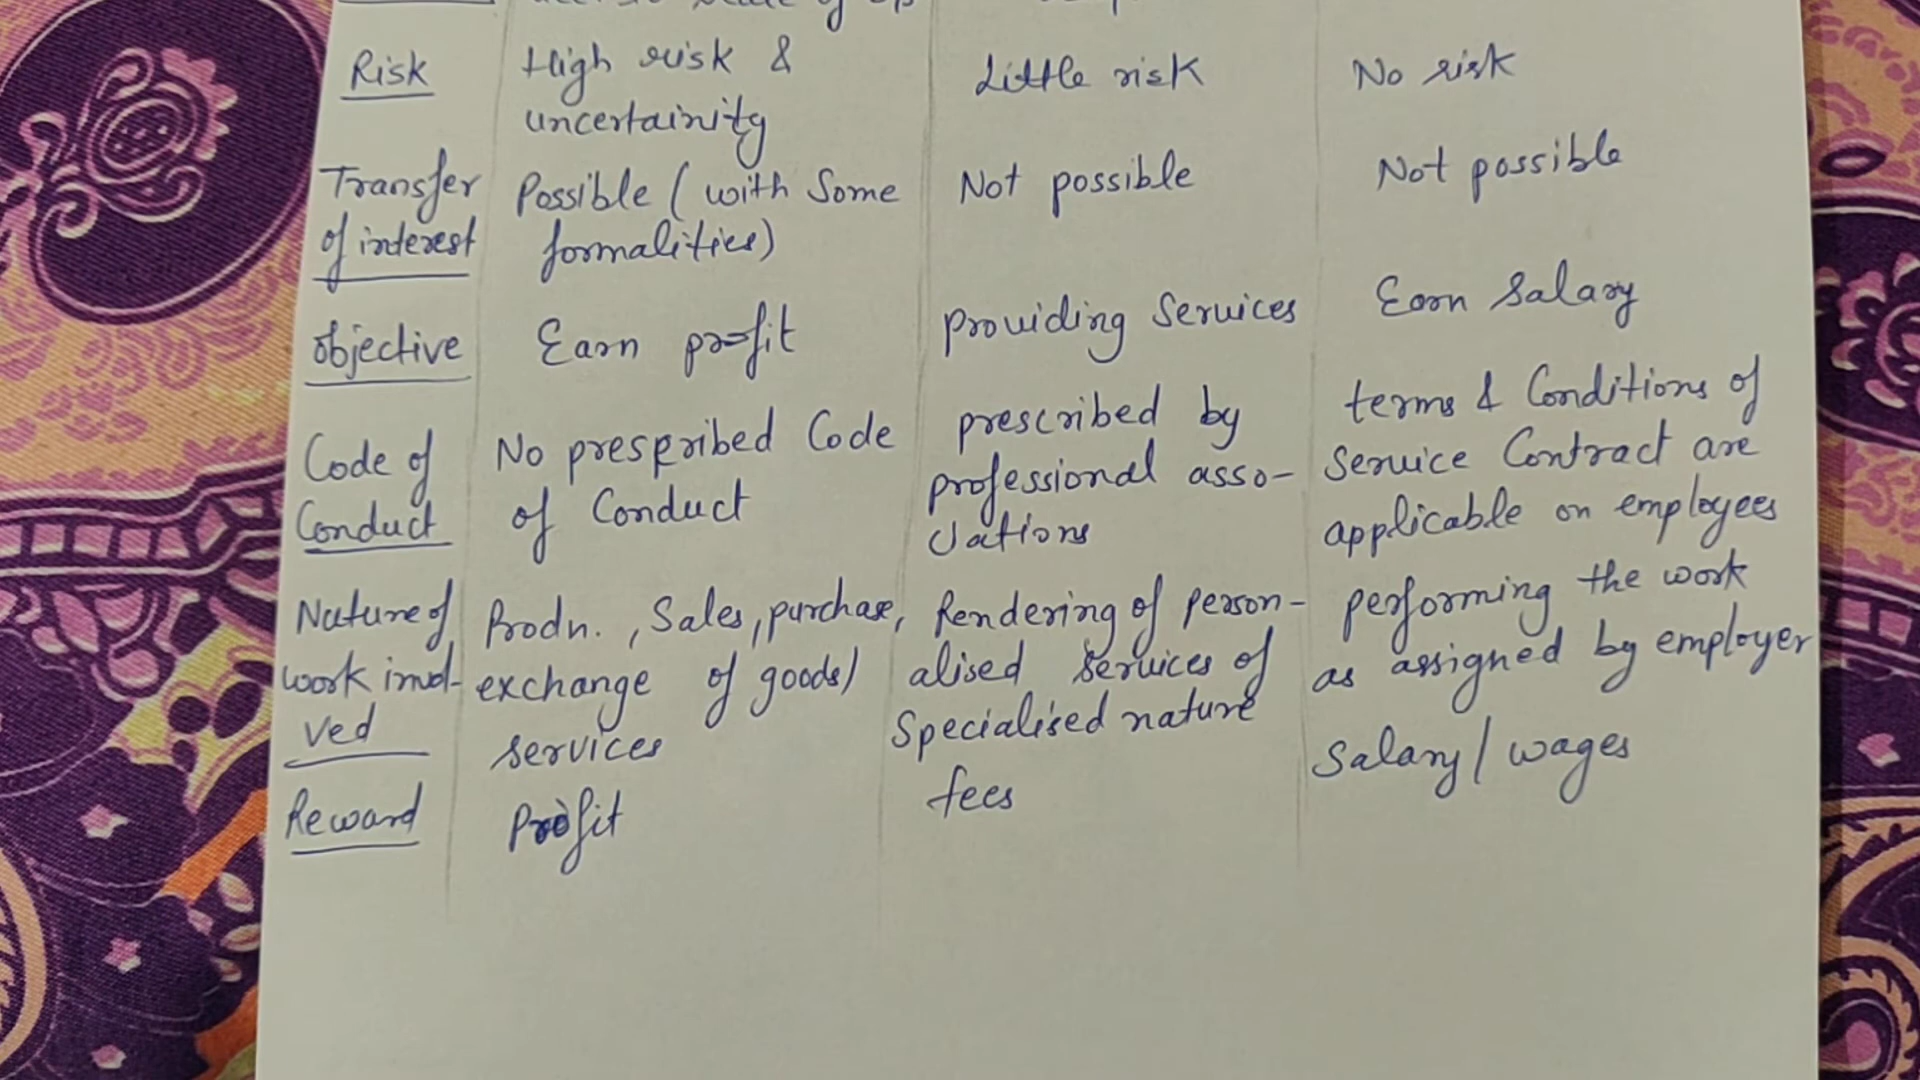 Risk High risk & Little risk No risk
uncertainity
Transfer Possible (with Some Not possible Not possible
of interest formalities)
Objective Earn profit providing Services Earn Salary
Code of No prespribed Code prescribed by terms & Conditions of
Conduct of Conduct professional asso- Service Contract are
ciations applicable on employees
Nature of Prodn., Sales, purchase, Rendering of person- performing the work
work invol- exchange of goods/ alised services of as assigned by employer
ved services Specialised nature
Reward Profit fees Salary/wages